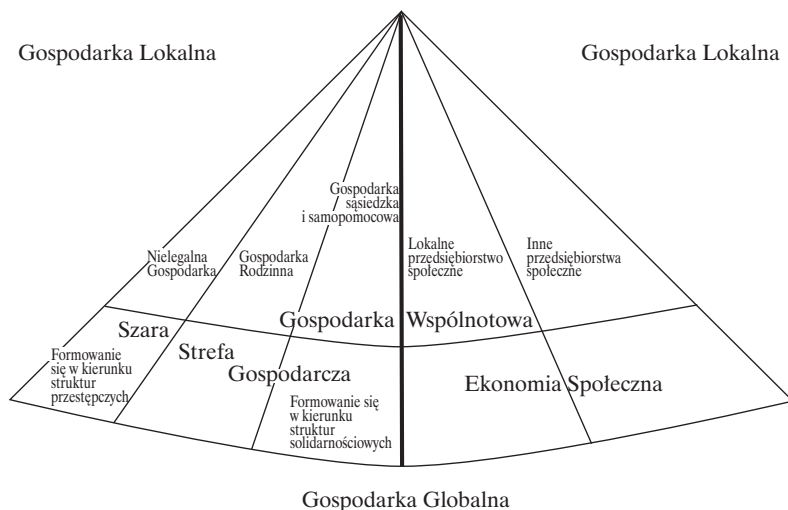 Gospodarka Lokalna
Gospodarka Lokalna
Gospodarka
sąsiedzka
i samopomocowa
Nielegalna
Gospodarka
Gospodarka
Rodzinna
Lokalne
przedsiębiorstwo
społeczne
Inne
przedsiębiorstwa
społeczne
Gospodarka Wspólnotowa
Szara
Strefa
Gospodarcza
Formowanie
się w kierunku
struktur
przestępczych
Formowanie się
w kierunku
struktur
solidarnościowych
Ekonomia Społeczna
Gospodarka Globalna